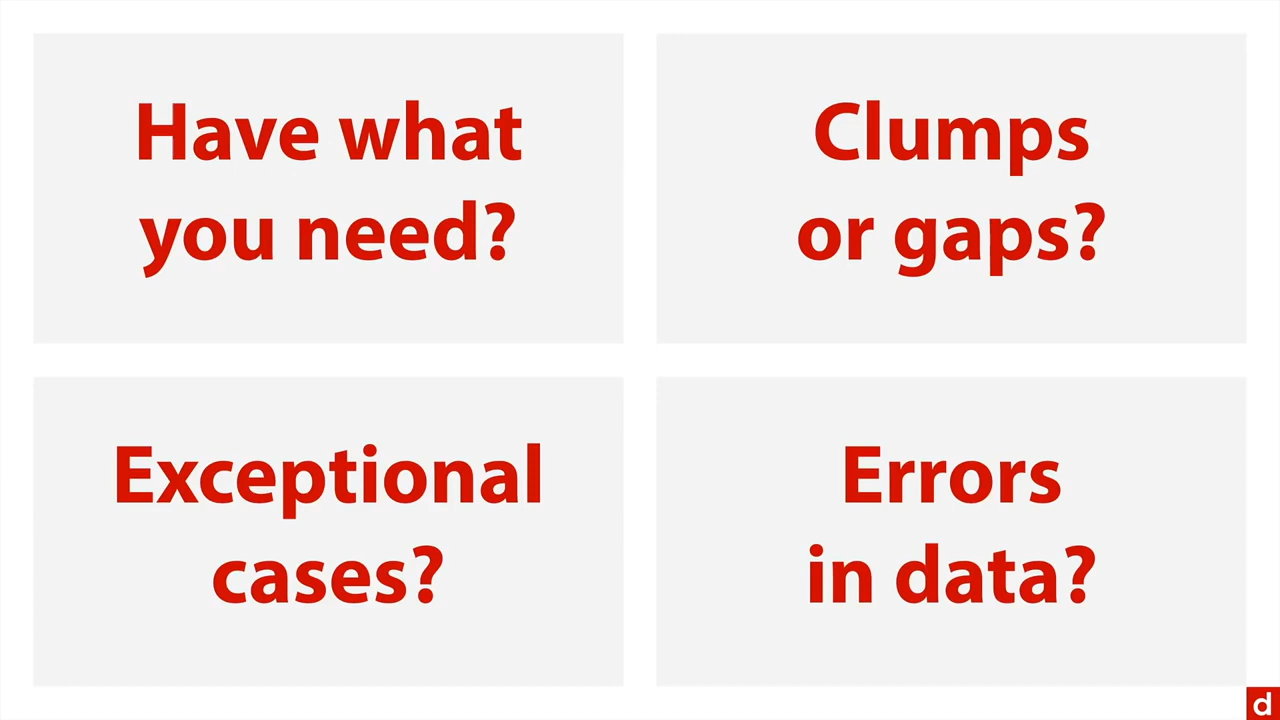 Have what
you need?
Clumps
or gaps?
Exceptional
cases?
Errors
in data?
d